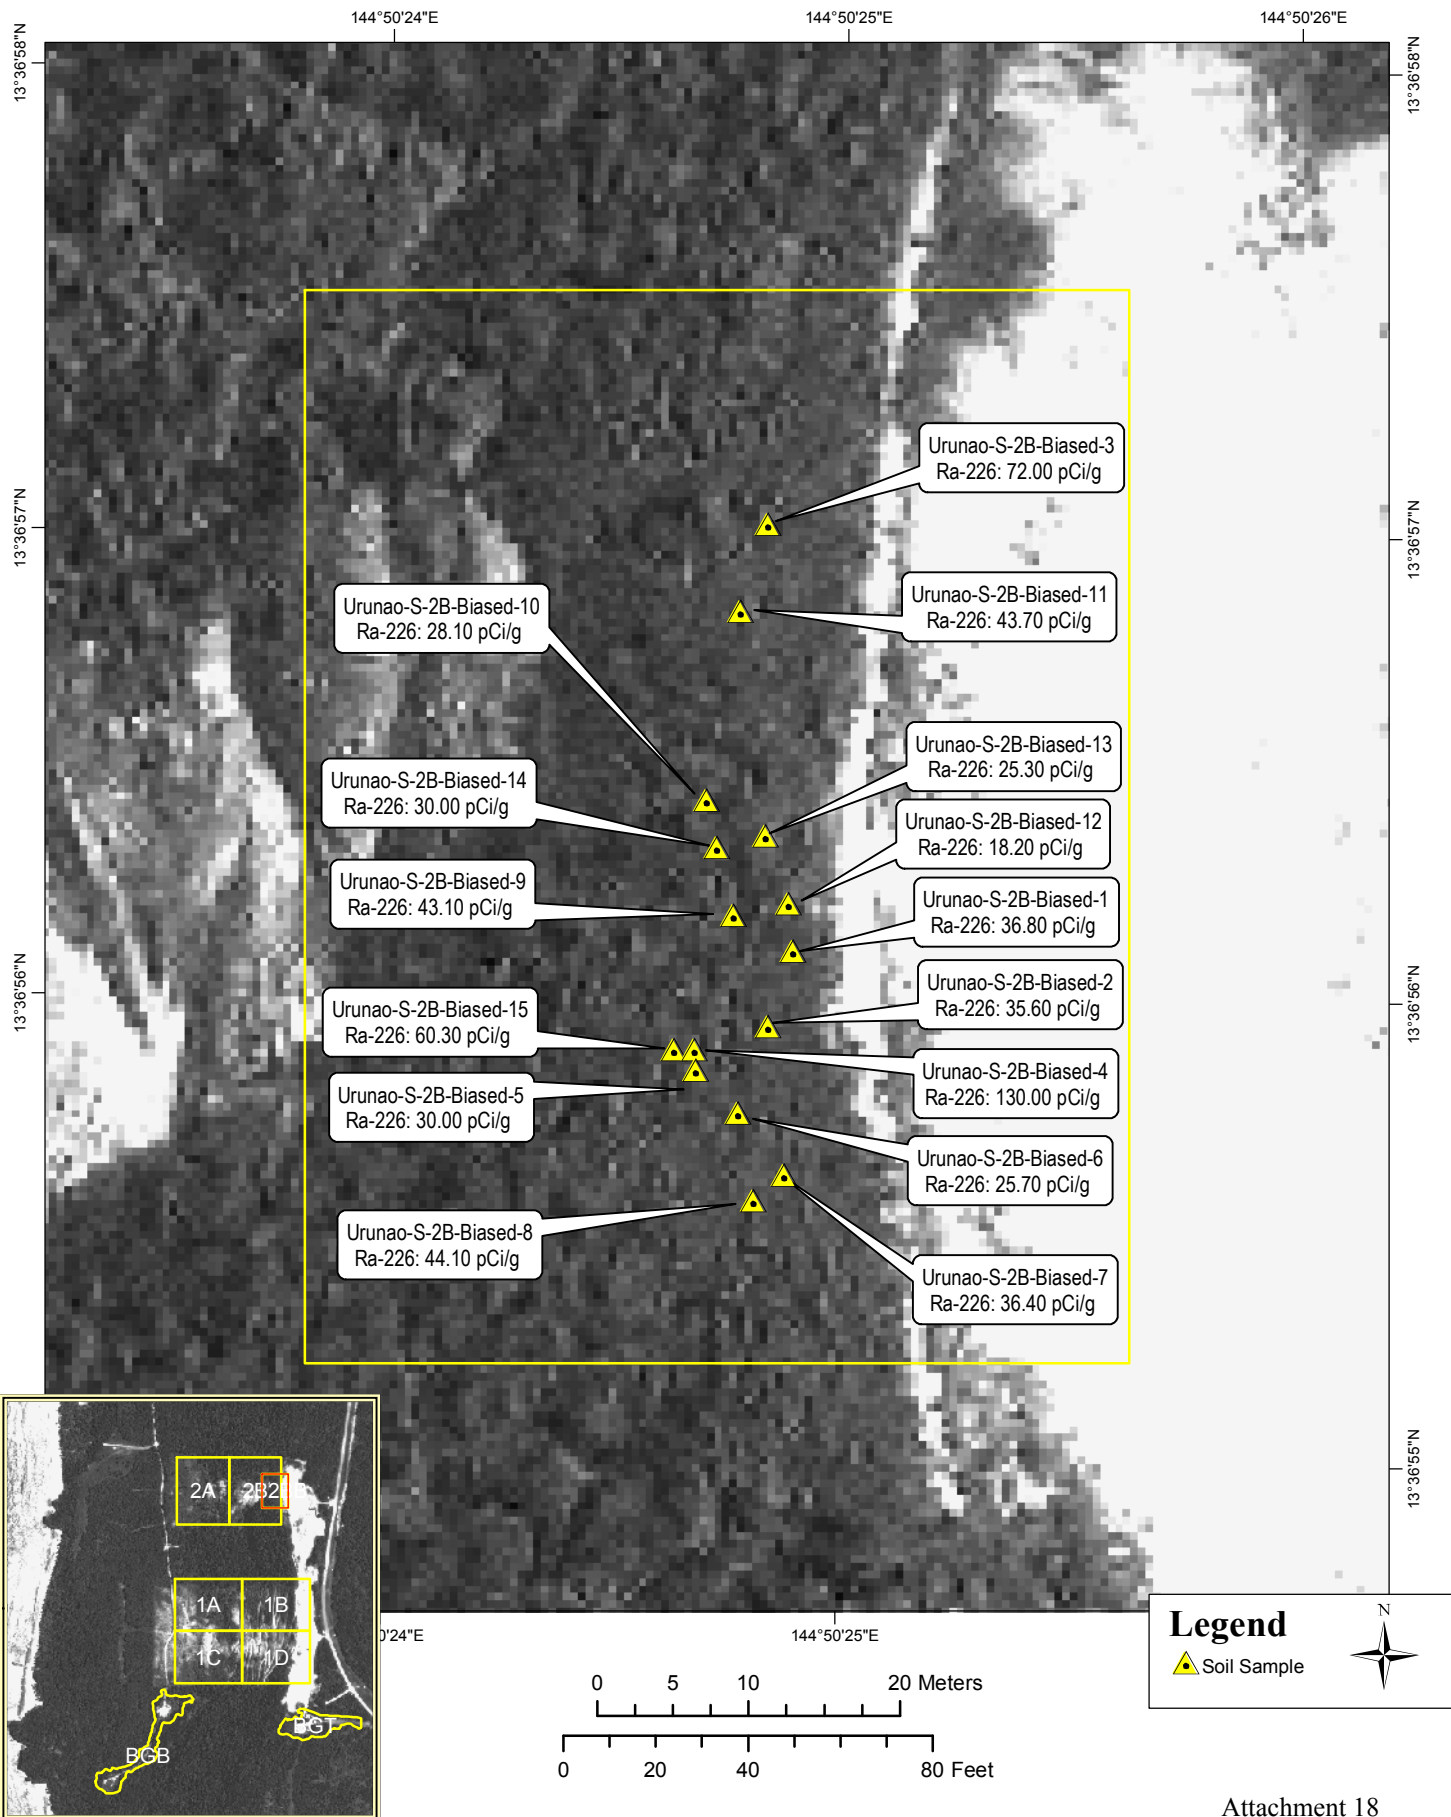 144°50'24"E
144°50'25"E
144°50'26"E
13°36'58"N
13°36'58"N
Urunao-S-2B-Biased-3
Ra-226: 72.00 pCi/g
13°36'57"N
13°36'57"N
Urunao-S-2B-Biased-10
Ra-226: 28.10 pCi/g
Urunao-S-2B-Biased-11
Ra-226: 43.70 pCi/g
Urunao-S-2B-Biased-13
Ra-226: 25.30 pCi/g
Urunao-S-2B-Biased-14
Ra-226: 30.00 pCi/g
Urunao-S-2B-Biased-12
Ra-226: 18.20 pCi/g
Urunao-S-2B-Biased-9
Ra-226: 43.10 pCi/g
Urunao-S-2B-Biased-1
Ra-226: 36.80 pCi/g
13°36'56"N
13°36'56"N
Urunao-S-2B-Biased-2
Ra-226: 35.60 pCi/g
Urunao-S-2B-Biased-15
Ra-226: 60.30 pCi/g
Urunao-S-2B-Biased-4
Ra-226: 130.00 pCi/g
Urunao-S-2B-Biased-5
Ra-226: 30.00 pCi/g
Urunao-S-2B-Biased-6
Ra-226: 25.70 pCi/g
Urunao-S-2B-Biased-8
Ra-226: 44.10 pCi/g
Urunao-S-2B-Biased-7
Ra-226: 36.40 pCi/g
13°36'55"N
2A
1A
1B
1C
1D
BGT
BGB
0'24"E
144°50'25"E
Legend
Soil Sample
N
0 5 10 20 Meters
0 20 40 80 Feet
Attachment 18